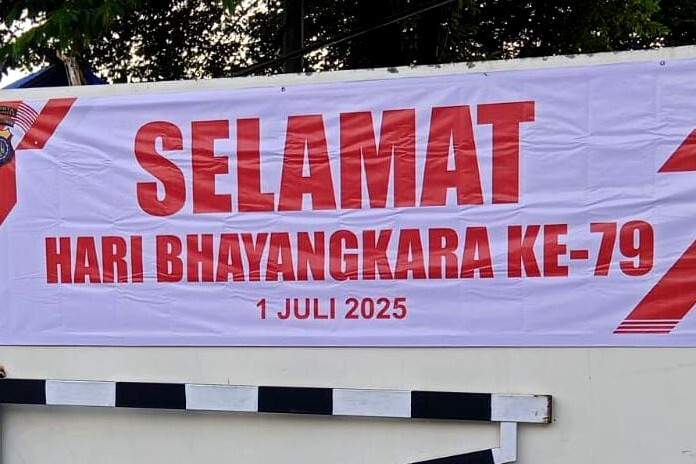 SELAMAT
HARI BHAYANGKARA KE-79
1 JULI 2025